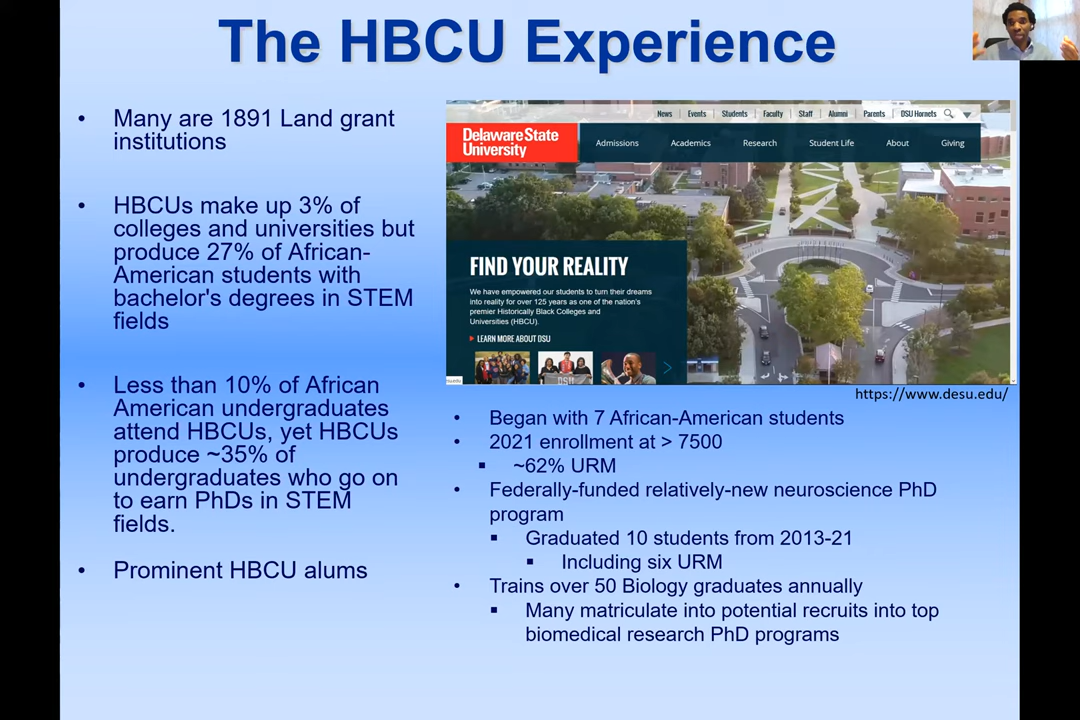 The HBCU Experience
• Many are 1891 Land grant
institutions
• HBCUs make up 3% of
colleges and universities but
produce 27% of African-
American students with
bachelor's degrees in STEM
fields
• Less than 10% of African
American undergraduates
attend HBCUs, yet HBCUs
produce ~35% of
undergraduates who go on
to earn PhDs in STEM
fields.
• Prominent HBCU alums
News | Events | Students | Faculty | Staff | Alumni | Parents | DSU Hornets
Delaware State
University
Admissions Academics Research Student Life About Giving
FIND YOUR REALITY
We have empowered our students to turn their dreams
into reality for over 125 years as one of the nation's
premier Historically Black Colleges and
Universities (HBCU).
LEARN MORE ABOUT DSU
DSU
https://www.desu.edu/
• Began with 7 African-American students
• 2021 enrollment at > 7500
▪ ~62% URM
• Federally-funded relatively-new neuroscience PhD
program
▪ Graduated 10 students from 2013-21
▪ Including six URM
• Trains over 50 Biology graduates annually
▪ Many matriculate into potential recruits into top
biomedical research PhD programs